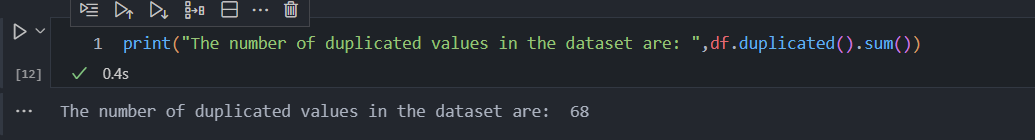 1 print("The number of duplicated values in the dataset are: ",df.duplicated().sum())
[12] 0.4s
The number of duplicated values in the dataset are:  68